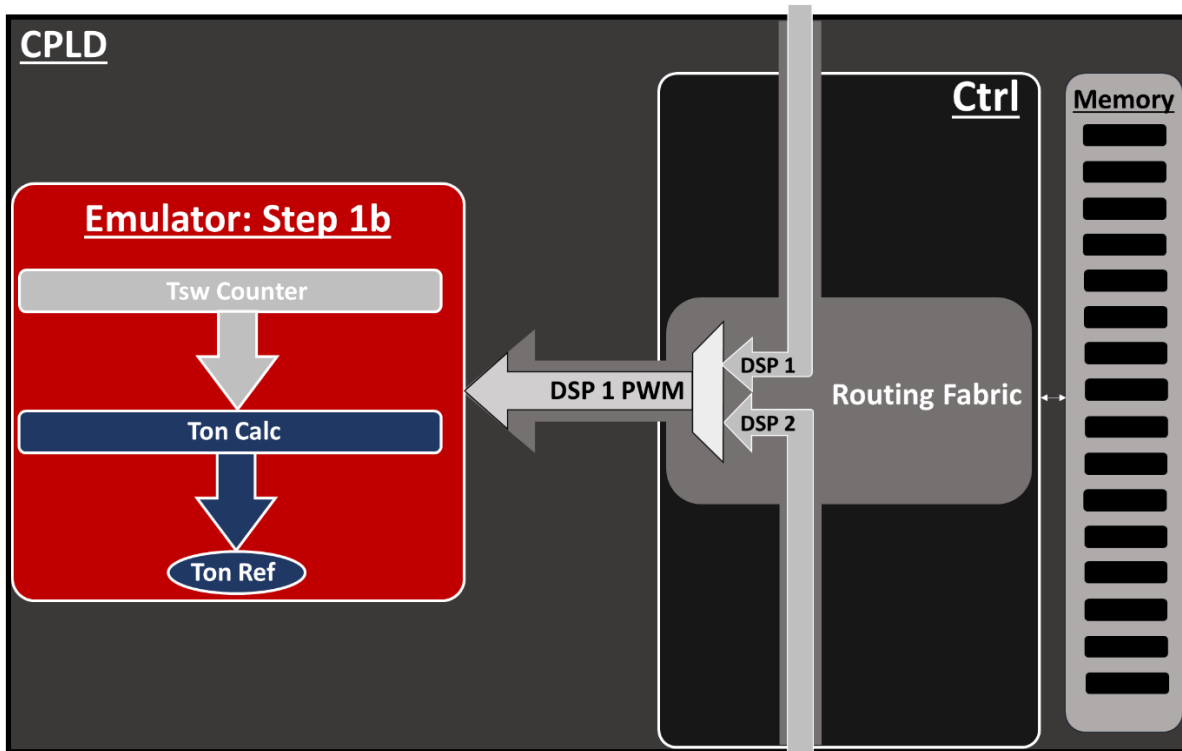 CPLD
Ctrl
Memory
Emulator: Step 1b
Tsw Counter
Ton Calc
Ton Ref
DSP 1 PWM
DSP 1
DSP 2
Routing Fabric